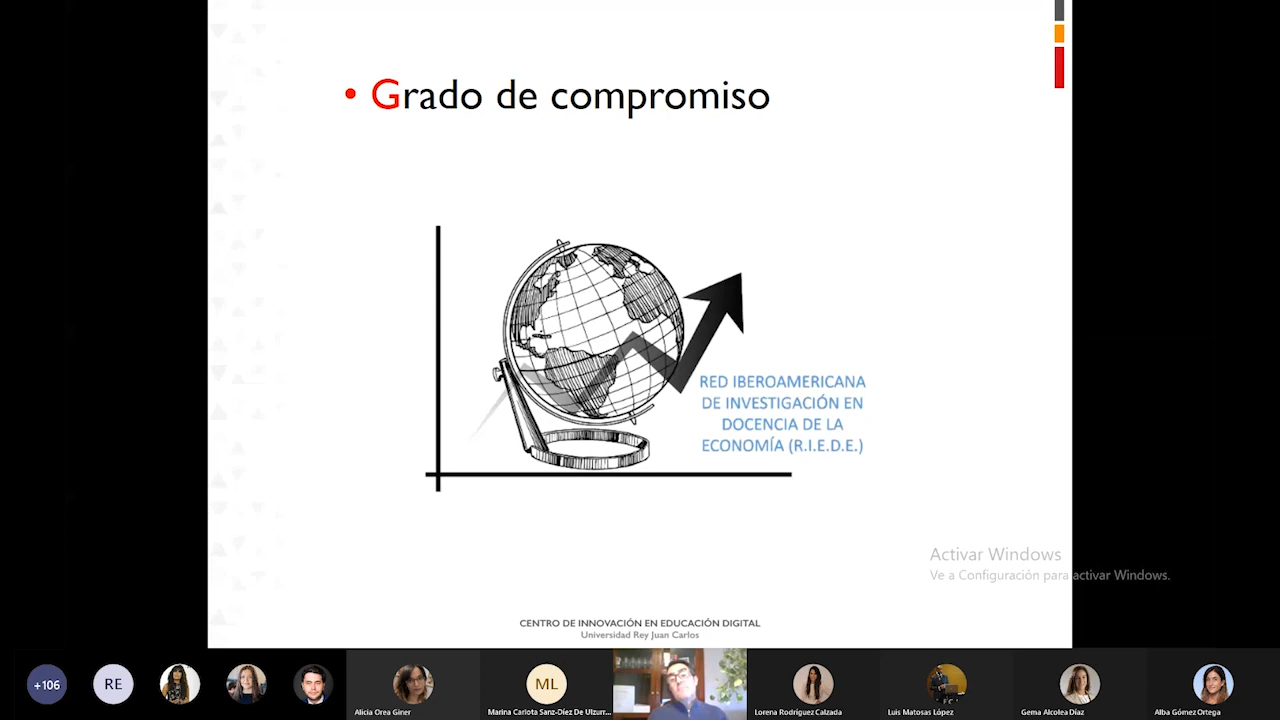 • Grado de compromiso
RED IBEROAMERICANA
DE INVESTIGACIÓN EN
DOCENCIA DE LA
ECONOMÍA (R.I.E.D.E.)
Activar Windows
Ve a Configuración para activar Windows.
CENTRO DE INNOVACIÓN EN EDUCACIÓN DIGITAL
Universidad Rey Juan Carlos
+106
RE
ML
Alicia Orea Giner
Marina Carlota Sanz-Díez De Ulzurr...
Lorena Rodríguez Calzada
Luis Matosas López
Gema Alcolea Díaz
Alba Gómez Ortega